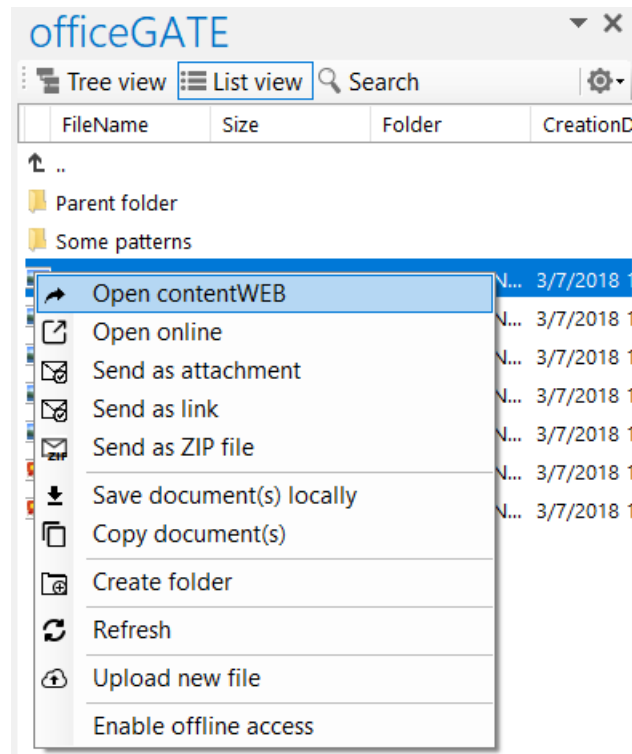 officeGATE
Tree view List view Search
FileName Size Folder CreationD
..
Parent folder
Some patterns
N... 3/7/2018 1
Open contentWEB
N... 3/7/2018 1
Open online
N... 3/7/2018 1
Send as attachment
N... 3/7/2018 1
Send as link
N... 3/7/2018 1
Send as ZIP file
N... 3/7/2018 1
Save document(s) locally
N... 3/7/2018 1
Copy document(s)
Create folder
Refresh
Upload new file
Enable offline access